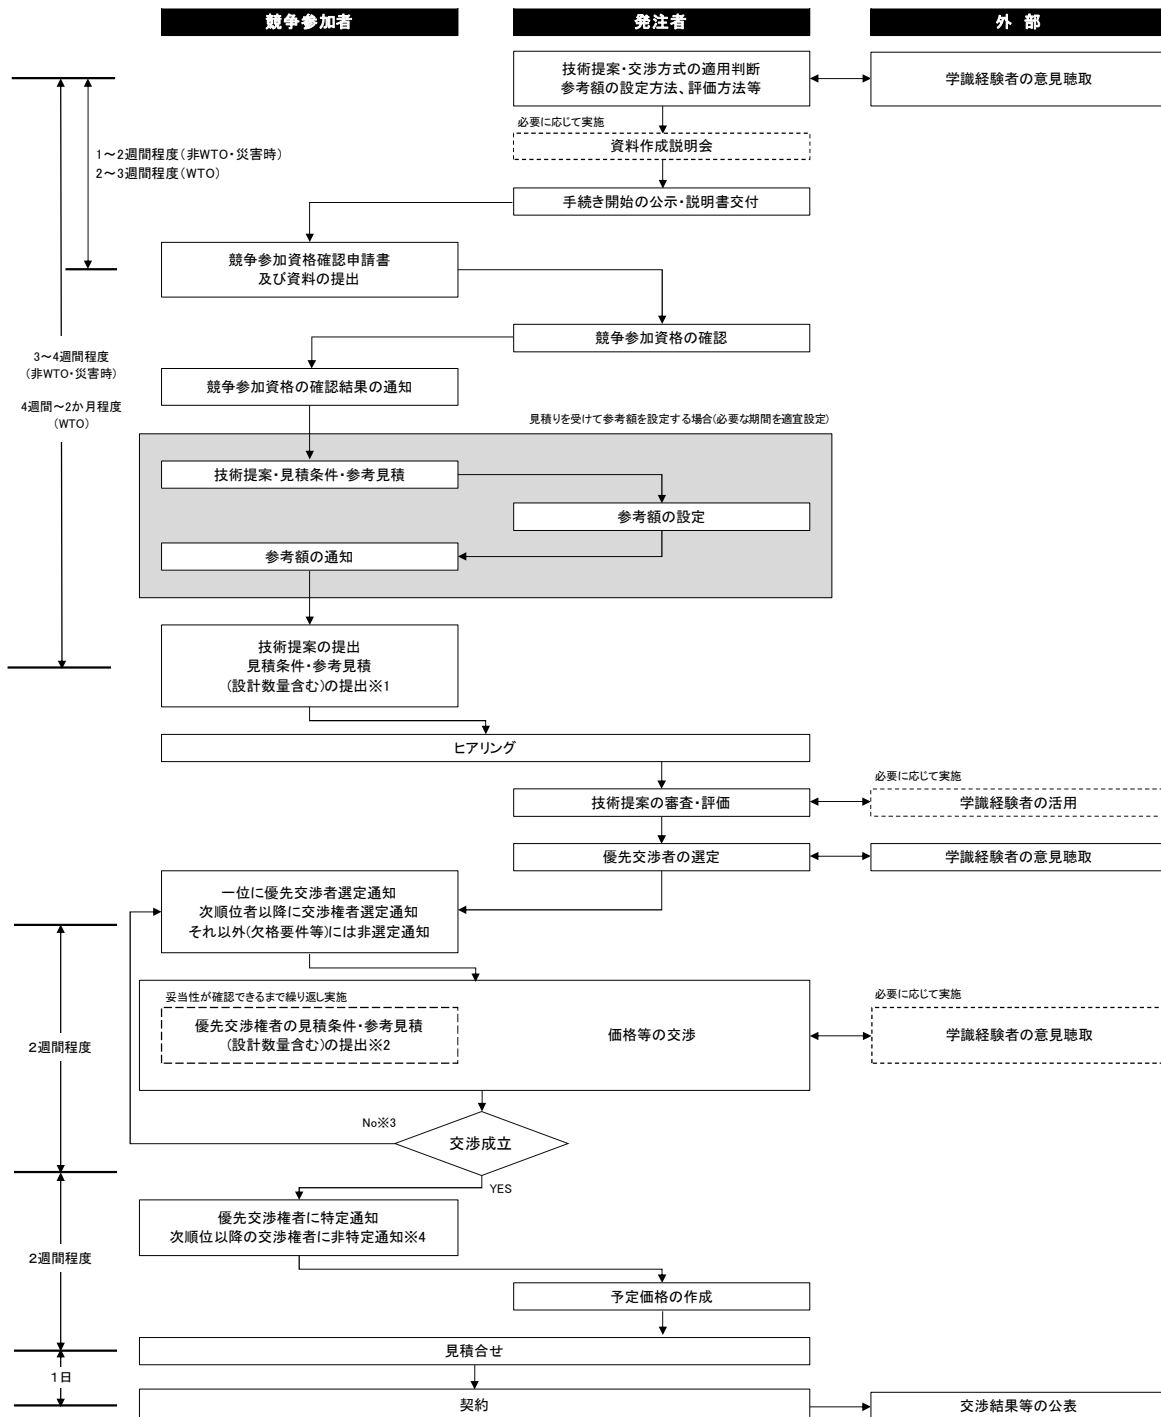 競争参加者
発注者
外 部
技術提案・交渉方式の適用判断
参考額の設定方法、評価方法等
学識経験者の意見聴取
必要に応じて実施
資料作成説明会
1～2週間程度(非WTO・災害時)
2～3週間程度(WTO)
手続き開始の公示・説明書交付
競争参加資格確認申請書
及び資料の提出
競争参加資格の確認
3～4週間程度
(非WTO・災害時)
4週間～2か月程度
(WTO)
競争参加資格の確認結果の通知
見積りを受けて参考額を設定する場合(必要な期間を適宜設定)
技術提案・見積条件・参考見積
参考額の設定
参考額の通知
技術提案の提出
見積条件・参考見積
(設計数量含む)の提出※1
ヒアリング
必要に応じて実施
技術提案の審査・評価
学識経験者の活用
優先交渉者の選定
学識経験者の意見聴取
一位に優先交渉者選定通知
次順位者以降に交渉権者選定通知
それ以外(欠格要件等)には非選定通知
妥当性が確認できるまで繰り返し実施
必要に応じて実施
優先交渉権者の見積条件・参考見積
(設計数量含む)の提出※2
価格等の交渉
学識経験者の意見聴取
2週間程度
No※3
交渉成立
YES
優先交渉権者に特定通知
次順位以降の交渉権者に非特定通知※4
2週間程度
予定価格の作成
見積合せ
1日
契約
交渉結果等の公表